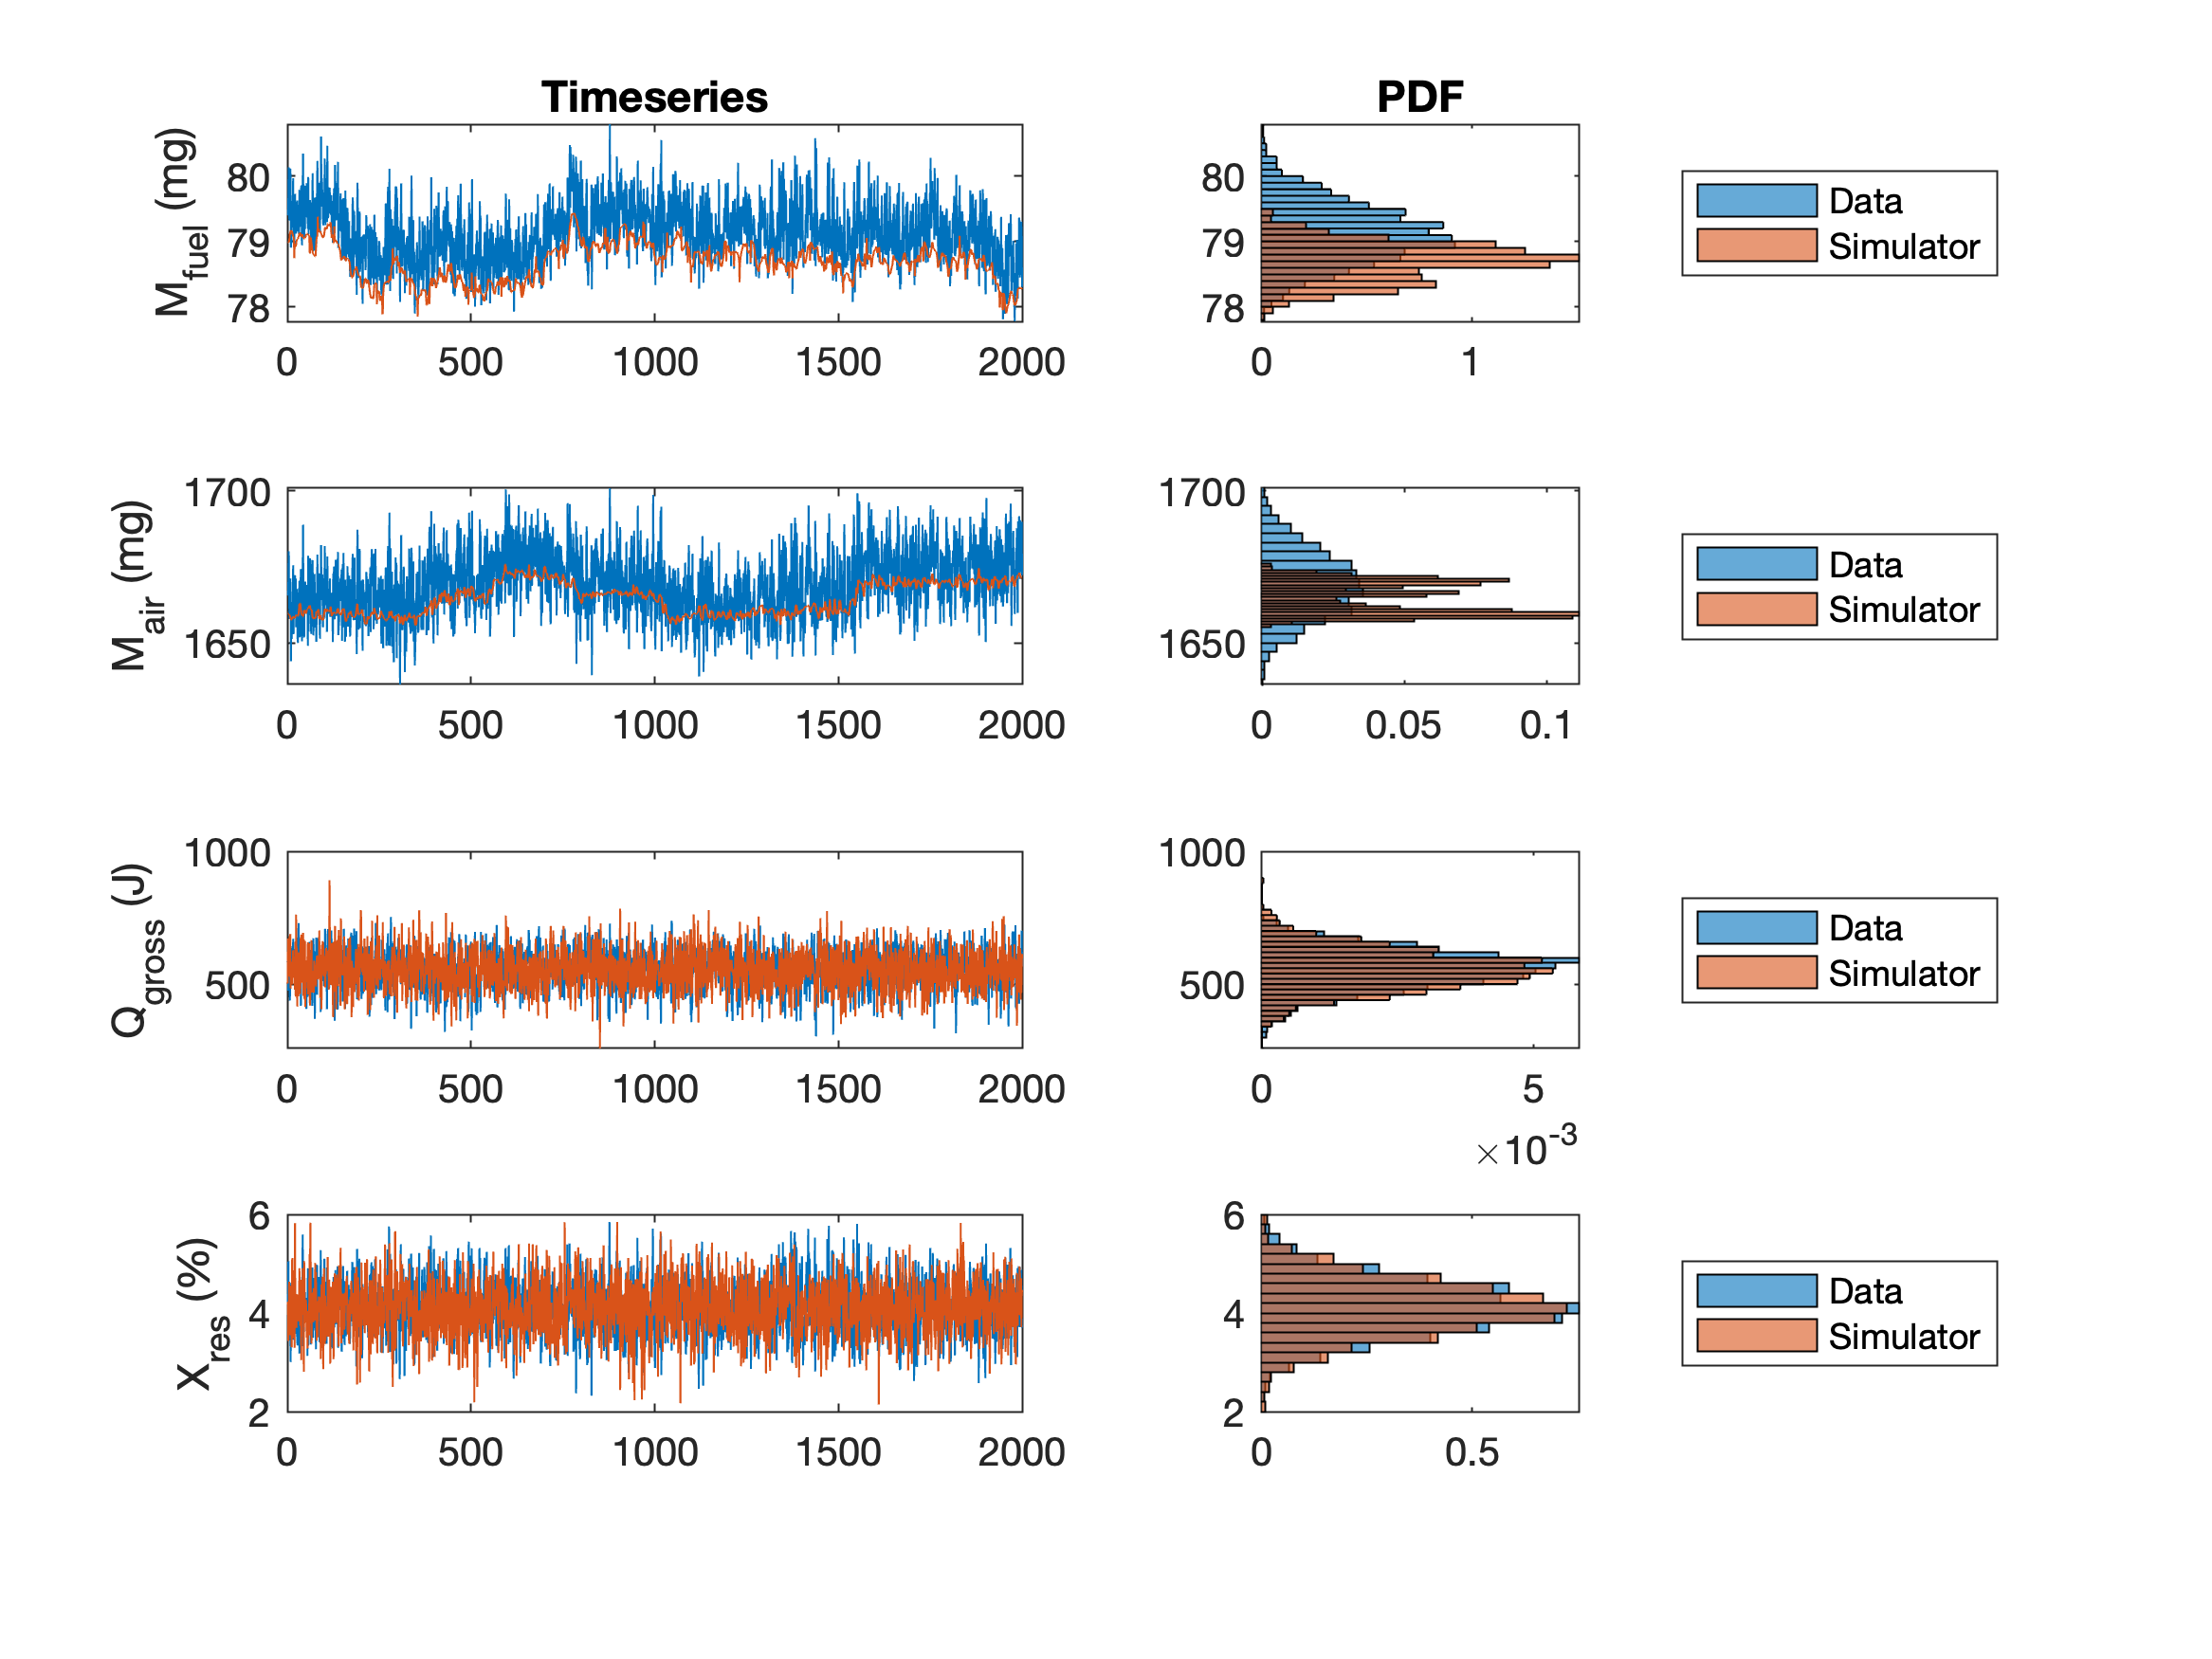 Timeseries
PDF
M_fuel (mg)
80
79
78
0 500 1000 1500 2000
80
79
78
0 1
Data
Simulator
M_air (mg)
1700
1650
0 500 1000 1500 2000
1700
1650
0 0.05 0.1
Data
Simulator
Q_gross (J)
1000
500
0 500 1000 1500 2000
1000
500
0 5
×10^-3
Data
Simulator
X_res (%)
6
4
2
0 500 1000 1500 2000
6
4
2
0 0.5
Data
Simulator